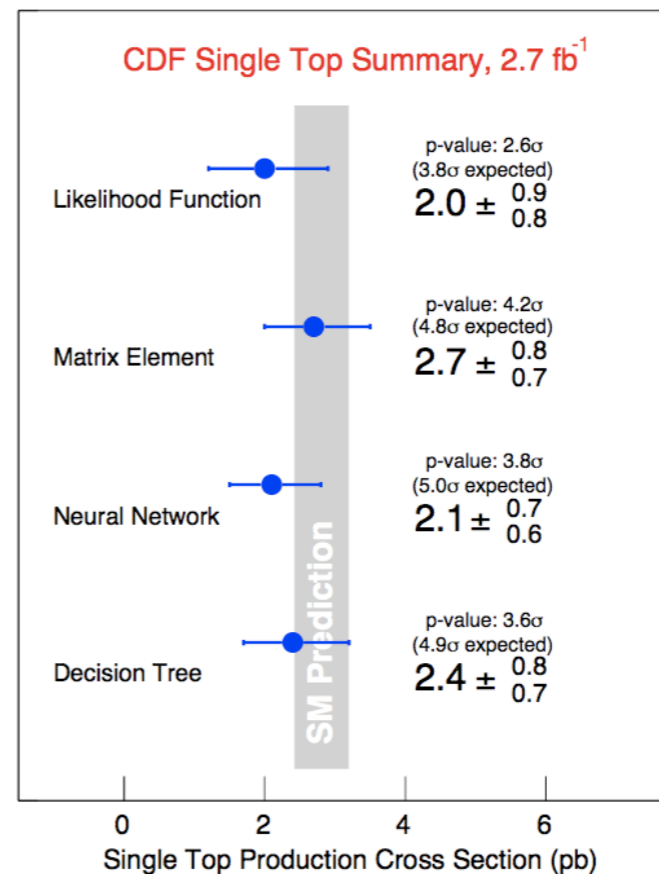 CDF Single Top Summary, 2.7 fb⁻¹
p-value: 2.6σ
(3.8σ expected)
Likelihood Function 2.0 ± 0.9
0.8
p-value: 4.2σ
(4.8σ expected)
Matrix Element 2.7 ± 0.8
0.7
p-value: 3.8σ
(5.0σ expected)
Neural Network 2.1 ± 0.7
0.6
p-value: 3.6σ
(4.9σ expected)
Decision Tree 2.4 ± 0.8
0.7
SM Prediction
0 2 4 6
Single Top Production Cross Section (pb)